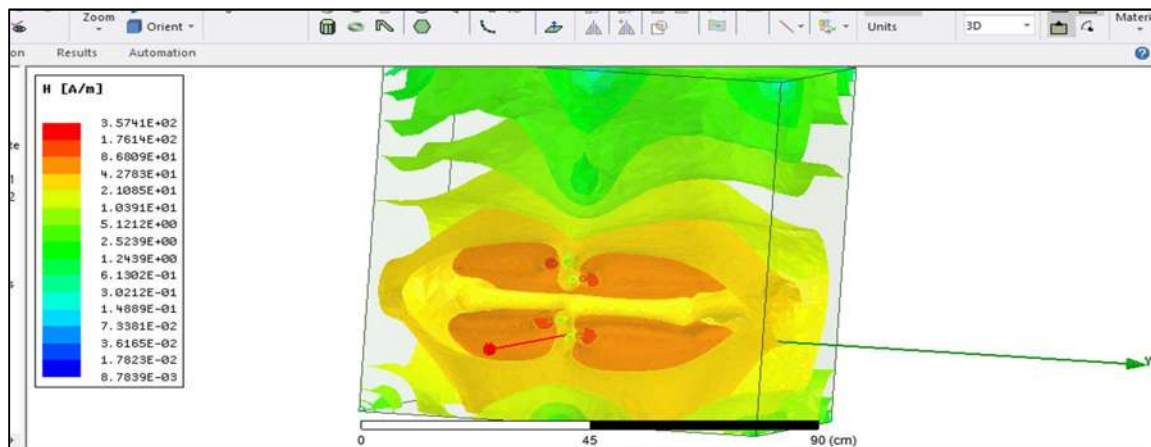 Zoom
Orient
Units
3D
Materi
on
Results
Automation
H [A/m]
3.5741E+02
1.7614E+02
8.6809E+01
4.2783E+01
2.1085E+01
1.0391E+01
5.1212E+00
2.5239E+00
1.2439E+00
6.1302E-01
3.0212E-01
1.4889E-01
7.3381E-02
3.6165E-02
1.7823E-02
8.7839E-03
te
2
s
Y
0
45
90 (cm)